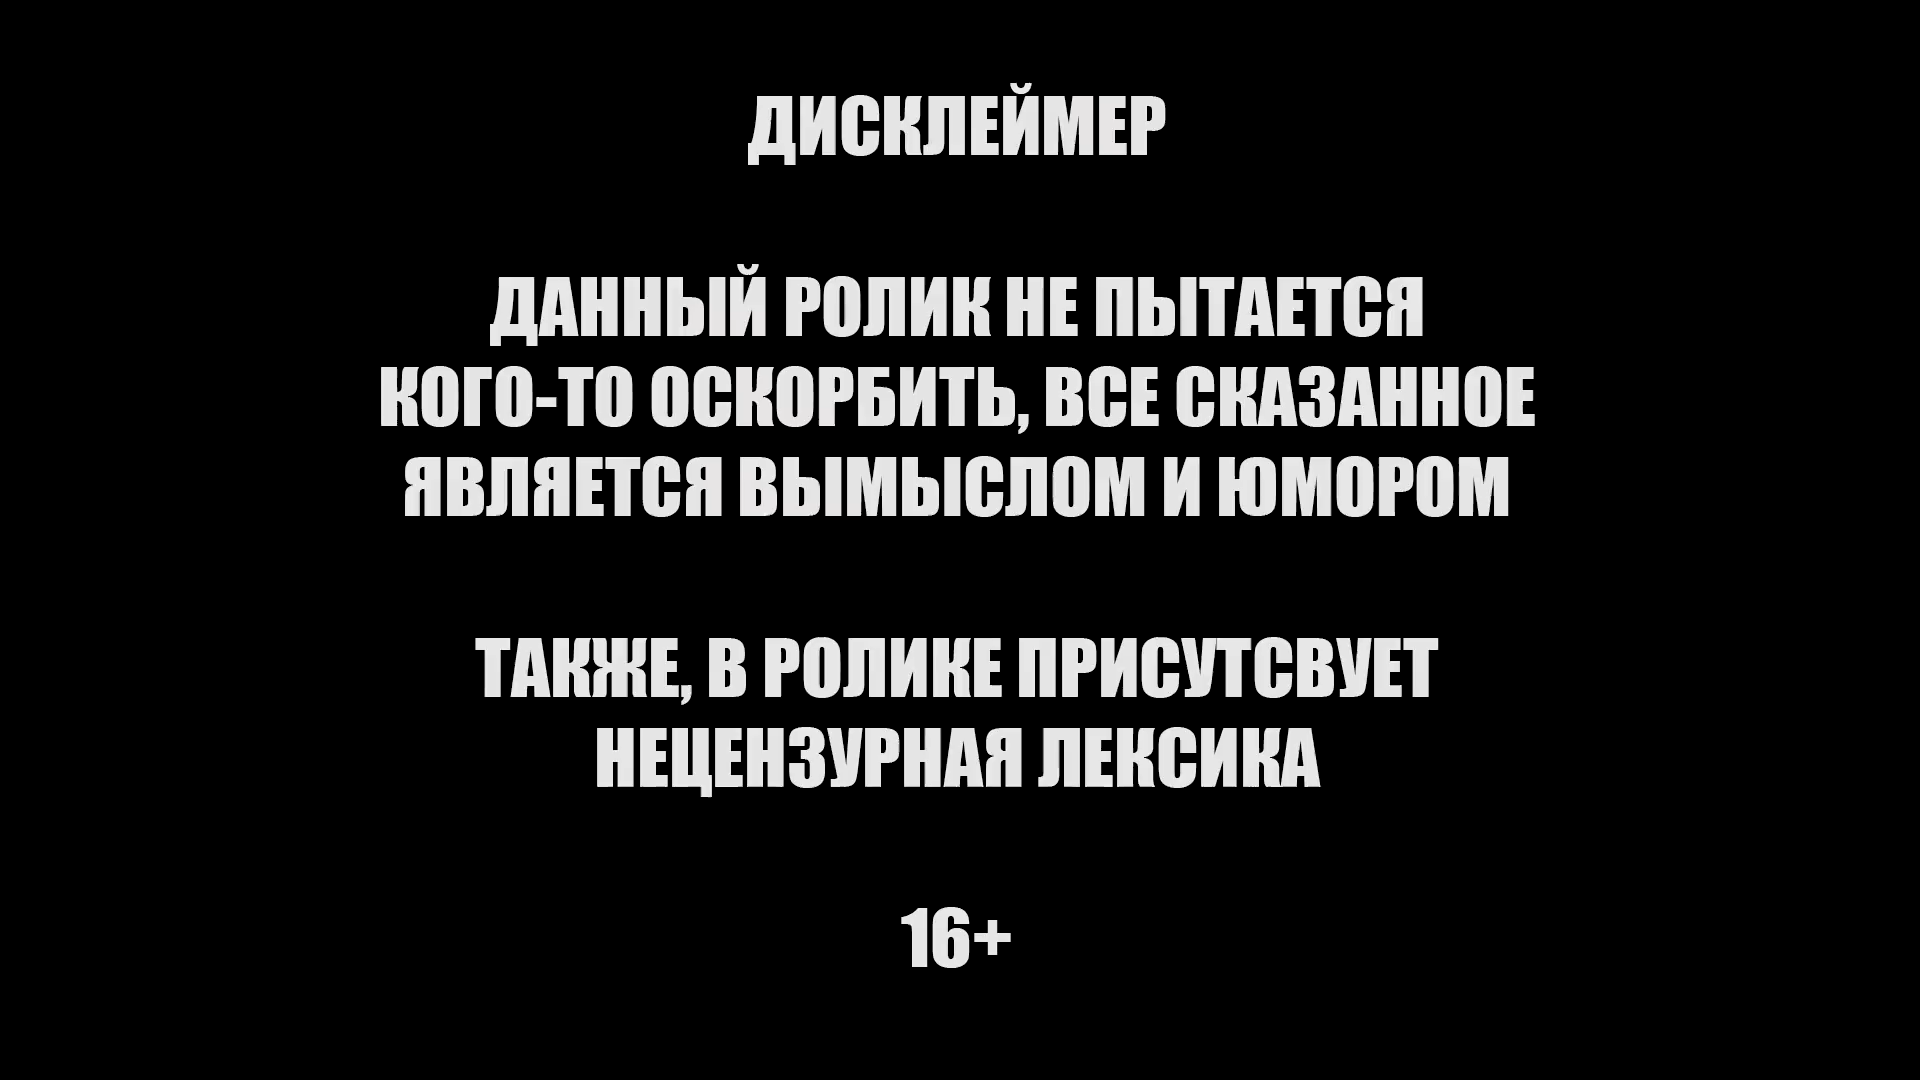 ДИСКЛЕЙМЕР
ДАННЫЙ РОЛИК НЕ ПЫТАЕТСЯ
КОГО-ТО ОСКОРБИТЬ, ВСЕ СКАЗАННОЕ
ЯВЛЯЕТСЯ ВЫМЫСЛОМ И ЮМОРОМ
ТАКЖЕ, В РОЛИКЕ ПРИСУТСВУЕТ
НЕЦЕНЗУРНАЯ ЛЕКСИКА
16+